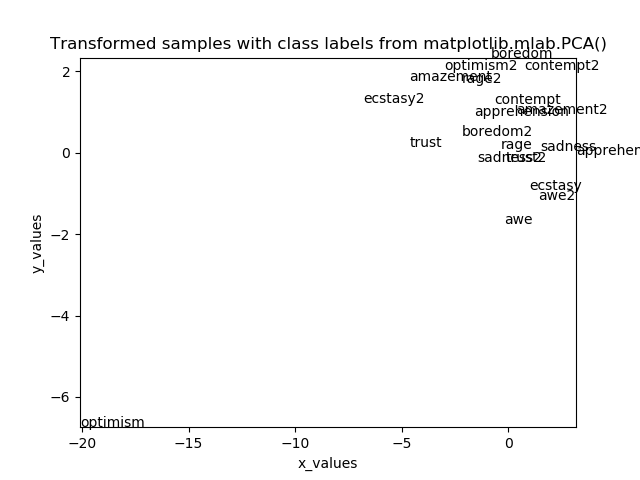 Transformed samples with class labels from matplotlib.mlab.PCA()
boredom
optimism2 contempt2
amazement rage2
ecstasy2 contempt
apprehension amazement2
boredom2
trust rage sadness
sadness2 trust2 apprehen
ecstasy
awe2
awe
optimism
2
0
−2
−4
−6
y_values
−20 −15 −10 −5 0
x_values